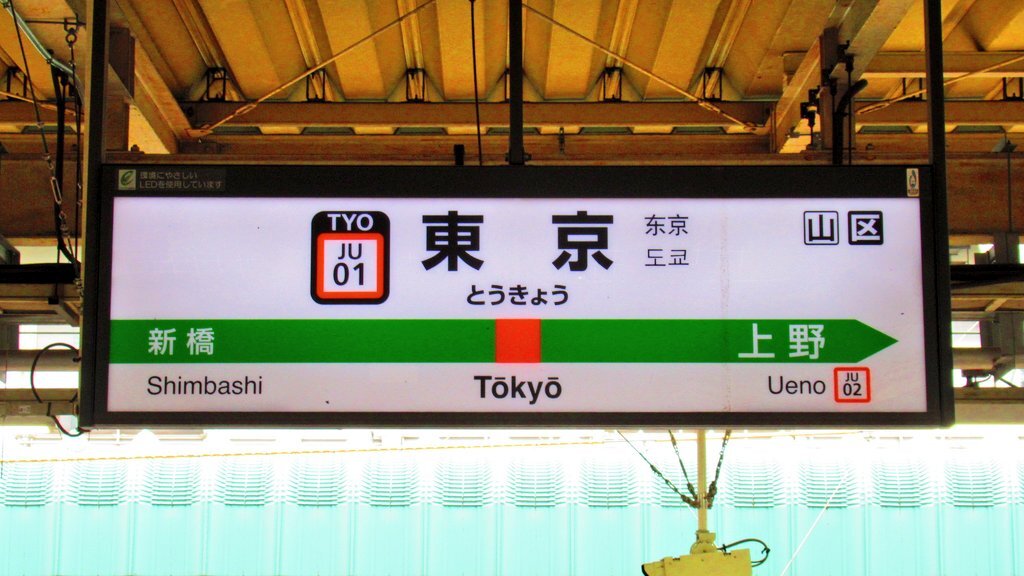 環境にやさしい
LEDを使用しています
TYO
JU
01
東京
东京
도쿄
山 区
とうきょう
新橋
上野
Shimbashi
Tōkyō
Ueno
JU
02